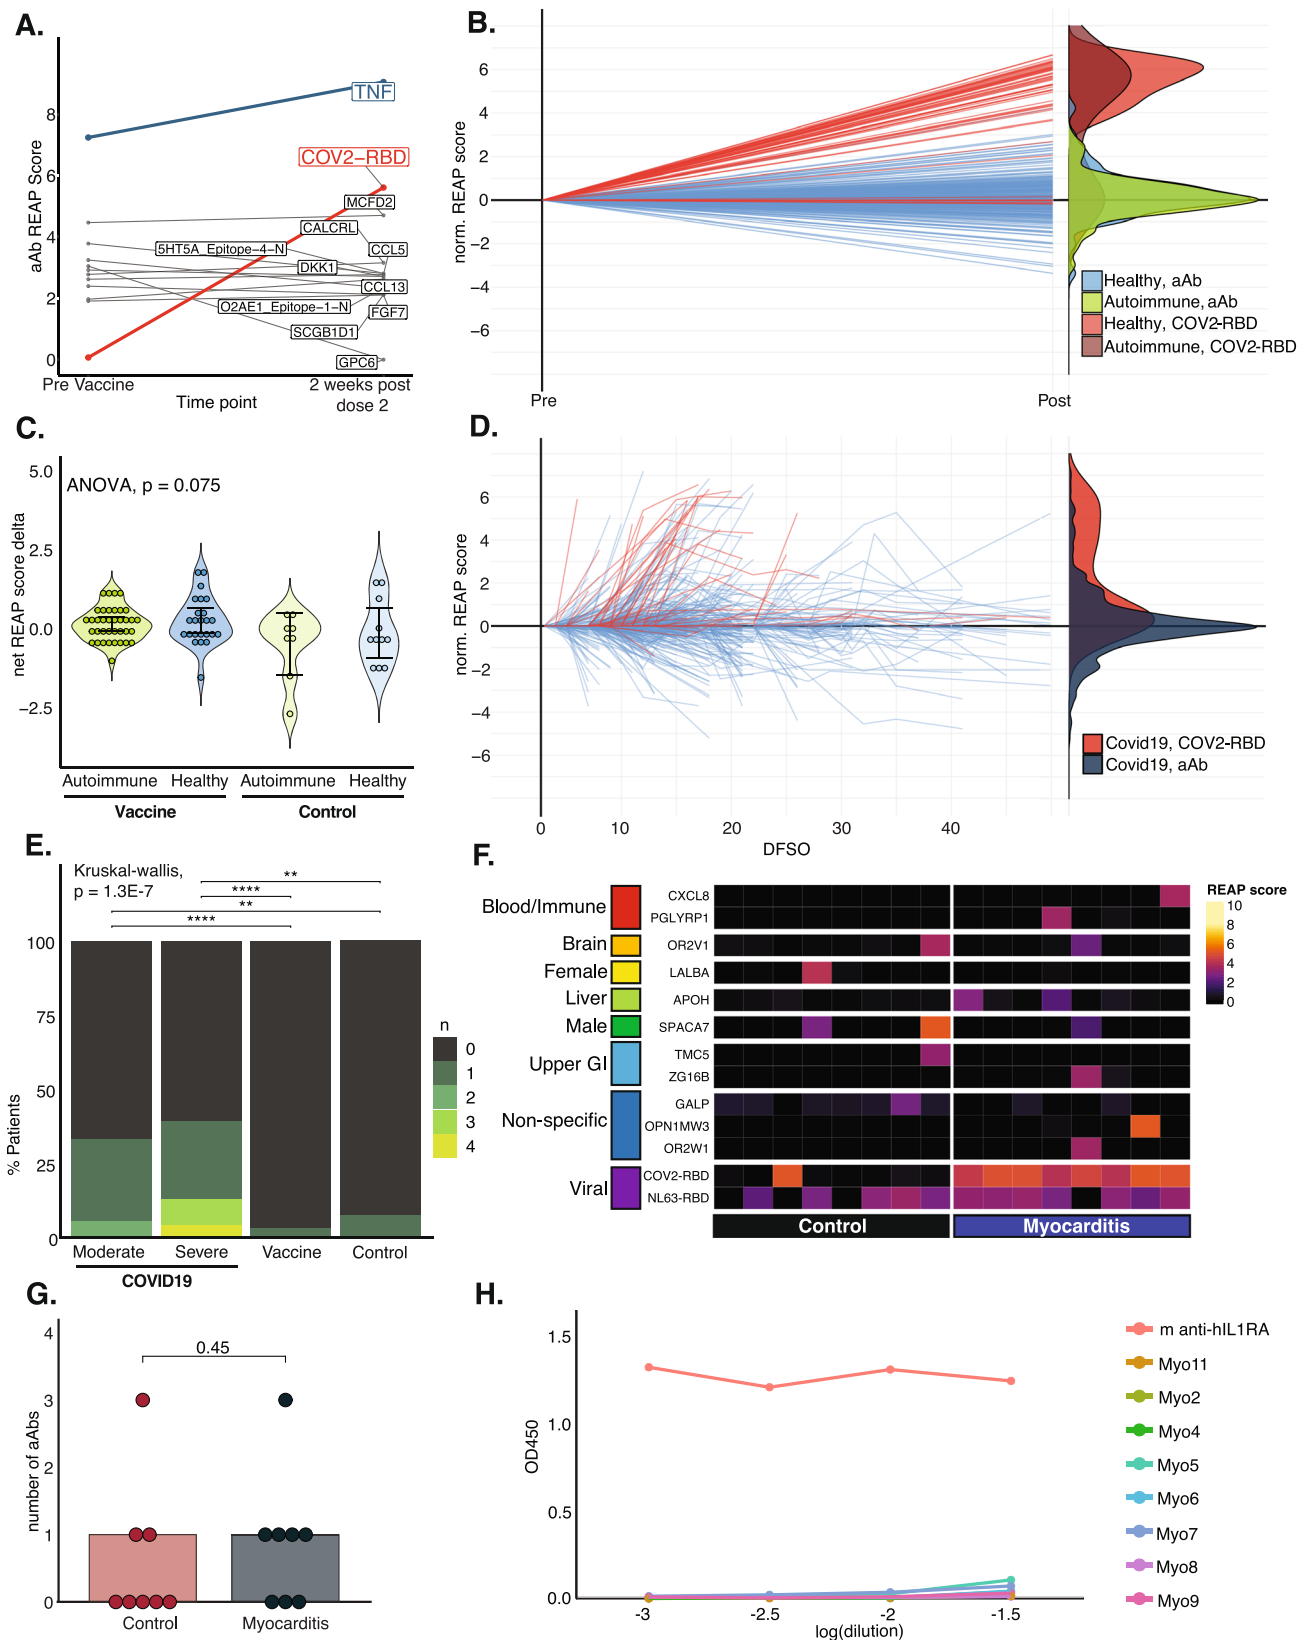 A.
aAb REAP Score
8
6
4
2
0
TNF
COV2−RBD
MCFD2
CALCRL
5HT5A_Epitope−4−N
CCL5
DKK1
CCL13
O2AE1_Epitope−1−N
FGF7
SCGB1D1
GPC6
Pre Vaccine
2 weeks post
dose 2
Time point
B.
norm. REAP score
6
4
2
0
−2
−4
−6
Pre
Post
Healthy, aAb
Autoimmune, aAb
Healthy, COV2-RBD
Autoimmune, COV2-RBD
C.
net REAP score delta
5.0
2.5
0.0
−2.5
ANOVA, p = 0.075
Autoimmune Healthy Autoimmune Healthy
Vaccine Control
D.
norm. REAP score
6
4
2
0
−2
−4
−6
0 10 20 30 40
DFSO
Covid19, COV2-RBD
Covid19, aAb
E.
Kruskal-wallis,
p = 1.3E-7
**
****
**
****
% Patients
100
75
50
25
0
n
0
1
2
3
4
Moderate Severe Vaccine Control
COVID19
F.
Blood/Immune
Brain
Female
Liver
Male
Upper GI
Non-specific
Viral
CXCL8
PGLYRP1
OR2V1
LALBA
APOH
SPACA7
TMC5
ZG16B
GALP
OPN1MW3
OR2W1
COV2-RBD
NL63-RBD
Control Myocarditis
REAP score
10
8
6
4
2
0
G.
number of aAbs
4
3
2
1
0
0.45
Control Myocarditis
H.
OD450
1.5
1.0
0.5
0.0
-3 -2.5 -2 -1.5
log(dilution)
m anti-hIL1RA
Myo11
Myo2
Myo4
Myo5
Myo6
Myo7
Myo8
Myo9